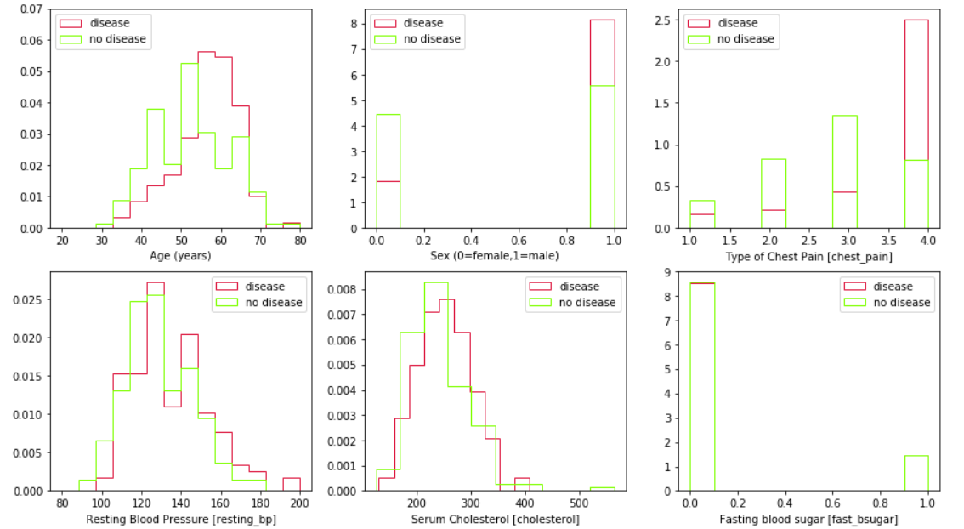 0.07
0.06
0.05
0.04
0.03
0.02
0.01
0.00
disease
no disease
20 30 40 50 60 70 80
Age (years)
8
7
6
5
4
3
2
1
0
disease
no disease
0.0 0.2 0.4 0.6 0.8 1.0
Sex (0=female,1=male)
2.5
2.0
1.5
1.0
0.5
0.0
disease
no disease
1.0 1.5 2.0 2.5 3.0 3.5 4.0
Type of Chest Pain [chest_pain]
0.025
0.020
0.015
0.010
0.005
0.000
disease
no disease
80 100 120 140 160 180 200
Resting Blood Pressure [resting_bp]
0.008
0.007
0.006
0.005
0.004
0.003
0.002
0.001
0.000
disease
no disease
200 300 400 500
Serum Cholesterol [cholesterol]
9
8
7
6
5
4
3
2
1
0
disease
no disease
0.0 0.2 0.4 0.6 0.8 1.0
Fasting blood sugar [fast_bsugar]